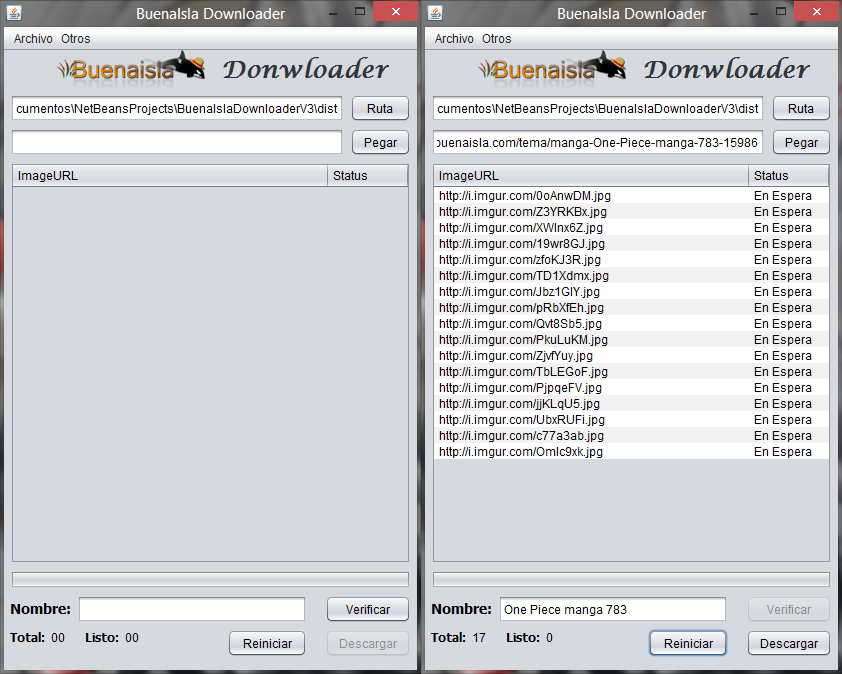 BuenaIsla Downloader
Archivo Otros
Buenaisla Donwloader
cumentos\NetBeansProjects\BuenaIslaDownloaderV3\dist Ruta
Pegar
ImageURL Status
Nombre: Verificar
Total: 00 Listo: 00 Reiniciar Descargar
BuenaIsla Downloader
Archivo Otros
Buenaisla Donwloader
cumentos\NetBeansProjects\BuenaIslaDownloaderV3\dist Ruta
buenaisla.com/tema/manga-One-Piece-manga-783-15986 Pegar
ImageURL Status
http://i.imgur.com/0oAnwDM.jpg En Espera
http://i.imgur.com/Z3YRKBx.jpg En Espera
http://i.imgur.com/XWlnx6Z.jpg En Espera
http://i.imgur.com/19wr8GJ.jpg En Espera
http://i.imgur.com/zfoKJ3R.jpg En Espera
http://i.imgur.com/TD1Xdmx.jpg En Espera
http://i.imgur.com/Jbz1GlY.jpg En Espera
http://i.imgur.com/pRbXfEh.jpg En Espera
http://i.imgur.com/Qvt8Sb5.jpg En Espera
http://i.imgur.com/PkuLuKM.jpg En Espera
http://i.imgur.com/ZjvfYuy.jpg En Espera
http://i.imgur.com/TbLEGoF.jpg En Espera
http://i.imgur.com/PjpqeFV.jpg En Espera
http://i.imgur.com/jjKLqU5.jpg En Espera
http://i.imgur.com/UbxRUFi.jpg En Espera
http://i.imgur.com/c77a3ab.jpg En Espera
http://i.imgur.com/OmIc9xk.jpg En Espera
Nombre: One Piece manga 783 Verificar
Total: 17 Listo: 0 Reiniciar Descargar